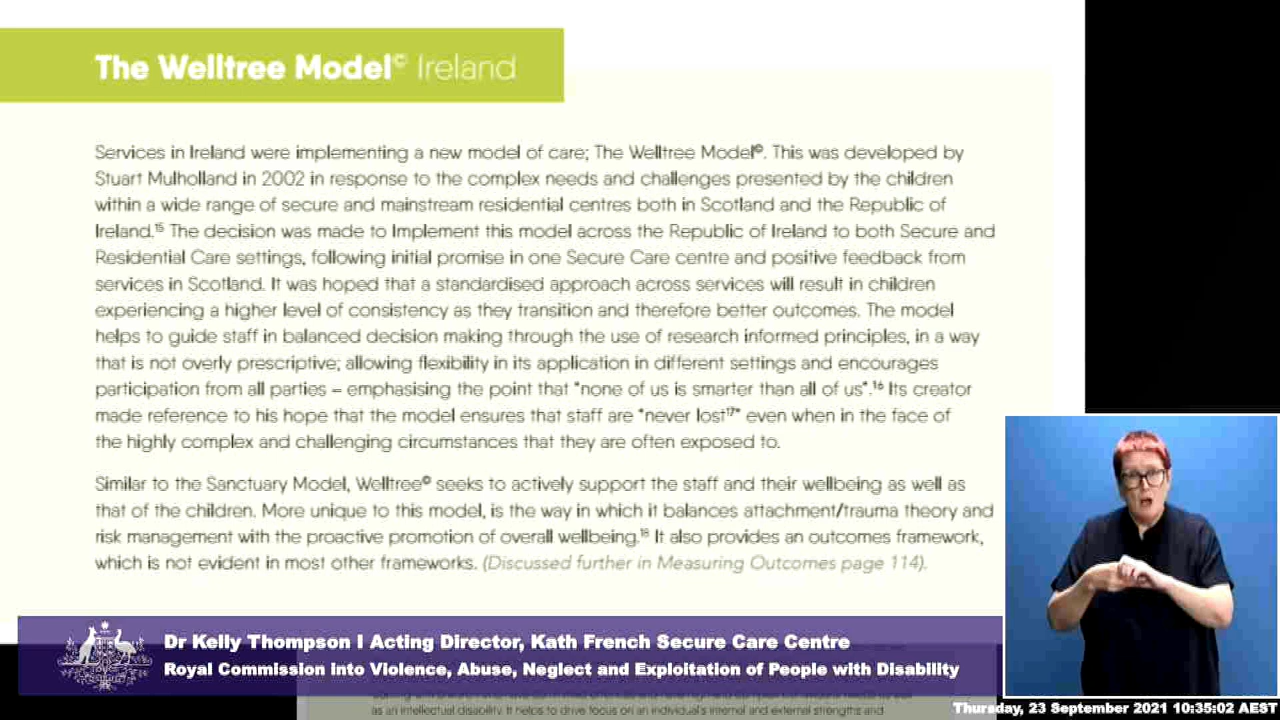 The Welltree Model© Ireland
Services in Ireland were implementing a new model of care; The Welltree Model©. This was developed by
Stuart Mulholland in 2002 in response to the complex needs and challenges presented by the children
within a wide range of secure and mainstream residential centres both in Scotland and the Republic of
Ireland.¹⁵ The decision was made to Implement this model across the Republic of Ireland to both Secure and
Residential Care settings, following initial promise in one Secure Care centre and positive feedback from
services in Scotland. It was hoped that a standardised approach across services will result in children
experiencing a higher level of consistency as they transition and therefore better outcomes. The model
helps to guide staff in balanced decision making through the use of research informed principles, in a way
that is not overly prescriptive; allowing flexibility in its application in different settings and encourages
participation from all parties – emphasising the point that "none of us is smarter than all of us".¹⁶ Its creator
made reference to his hope that the model ensures that staff are "never lost¹⁷" even when in the face of
the highly complex and challenging circumstances that they are often exposed to.
Similar to the Sanctuary Model, Welltree© seeks to actively support the staff and their wellbeing as well as
that of the children. More unique to this model, is the way in which it balances attachment/trauma theory and
risk management with the proactive promotion of overall wellbeing.¹⁸ It also provides an outcomes framework,
which is not evident in most other frameworks. (Discussed further in Measuring Outcomes page 114).
Dr Kelly Thompson I Acting Director, Kath French Secure Care Centre
Royal Commission into Violence, Abuse, Neglect and Exploitation of People with Disability
as an intellectual disability. It helps to drive focus on an individual's internal and external strengths and
Thursday, 23 September 2021 10:35:02 AEST